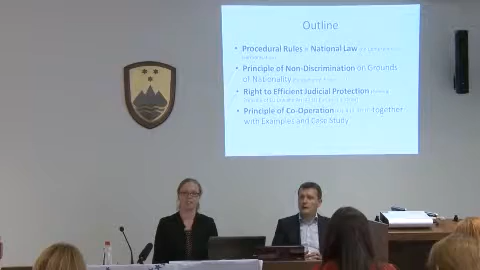 Outline
• Procedural Rules in National Law
• Principle of Non-Discrimination on Grounds
of Nationality
• Right to Efficient Judicial Protection
• Principle of Co-Operation together
with Examples and Case Study